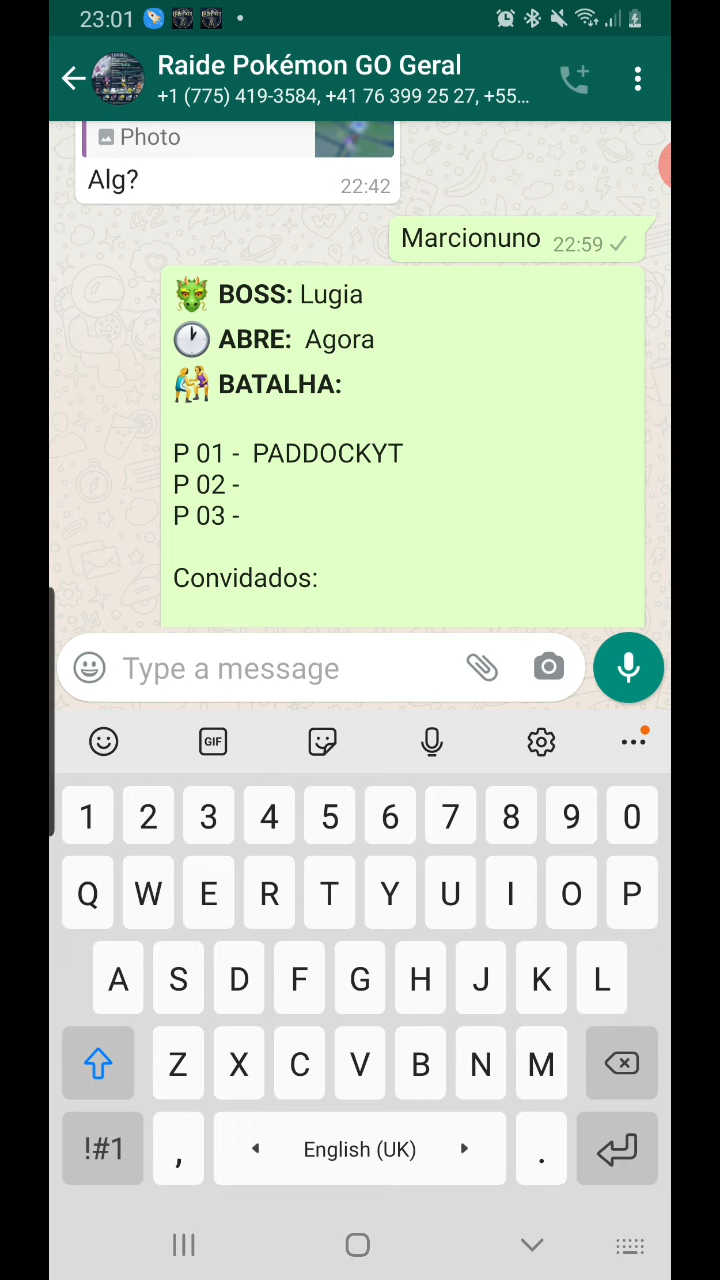 23:01
Raide Pokémon GO Geral
+1 (775) 419-3584, +41 76 399 25 27, +55...
Photo
Alg?
22:42
Marcionuno 22:59
BOSS: Lugia
ABRE: Agora
BATALHA:
P 01 - PADDOCKYT
P 02 -
P 03 -
Convidados:
Type a message
GIF
1 2 3 4 5 6 7 8 9 0
Q W E R T Y U I O P
A S D F G H J K L
Z X C V B N M
!#1 , English (UK) .